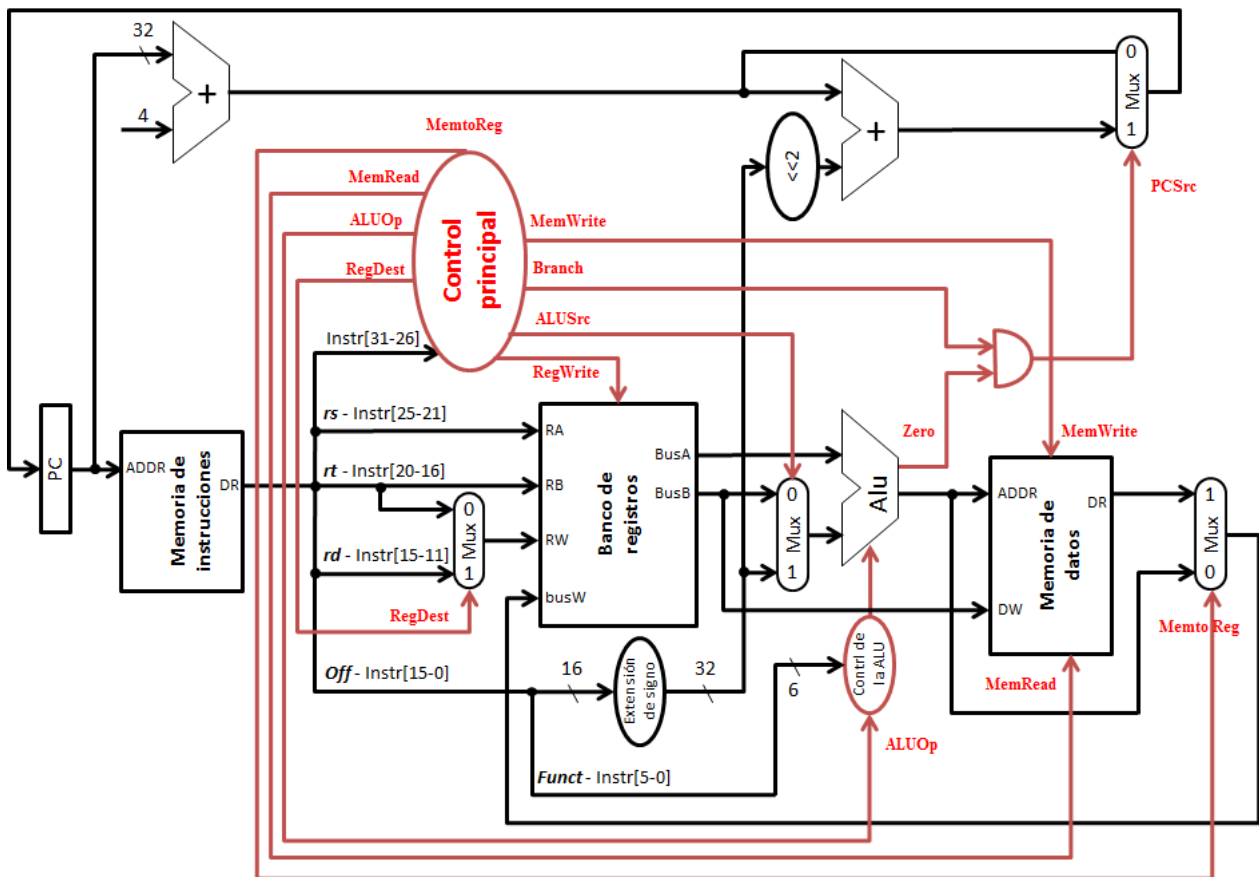 32
4
+
MemtoReg
MemRead
ALUOp
RegDest
Control principal
MemWrite
Branch
ALUSrc
RegWrite
<<2
+
0
Mux
1
PCSrc
Instr[31-26]
rs - Instr[25-21]
rt - Instr[20-16]
rd - Instr[15-11]
Off - Instr[15-0]
Funct - Instr[5-0]
PC
ADDR
Memoria de instrucciones
DR
0
Mux
1
RegDest
RA
RB
RW
busW
Banco de registros
BusA
BusB
0
Mux
1
Alu
Zero
MemWrite
ADDR
DR
Memoria de datos
DW
MemRead
1
Mux
0
Memto Reg
16
Extensión de signo
32
6
Contrl de la ALU
ALUOp